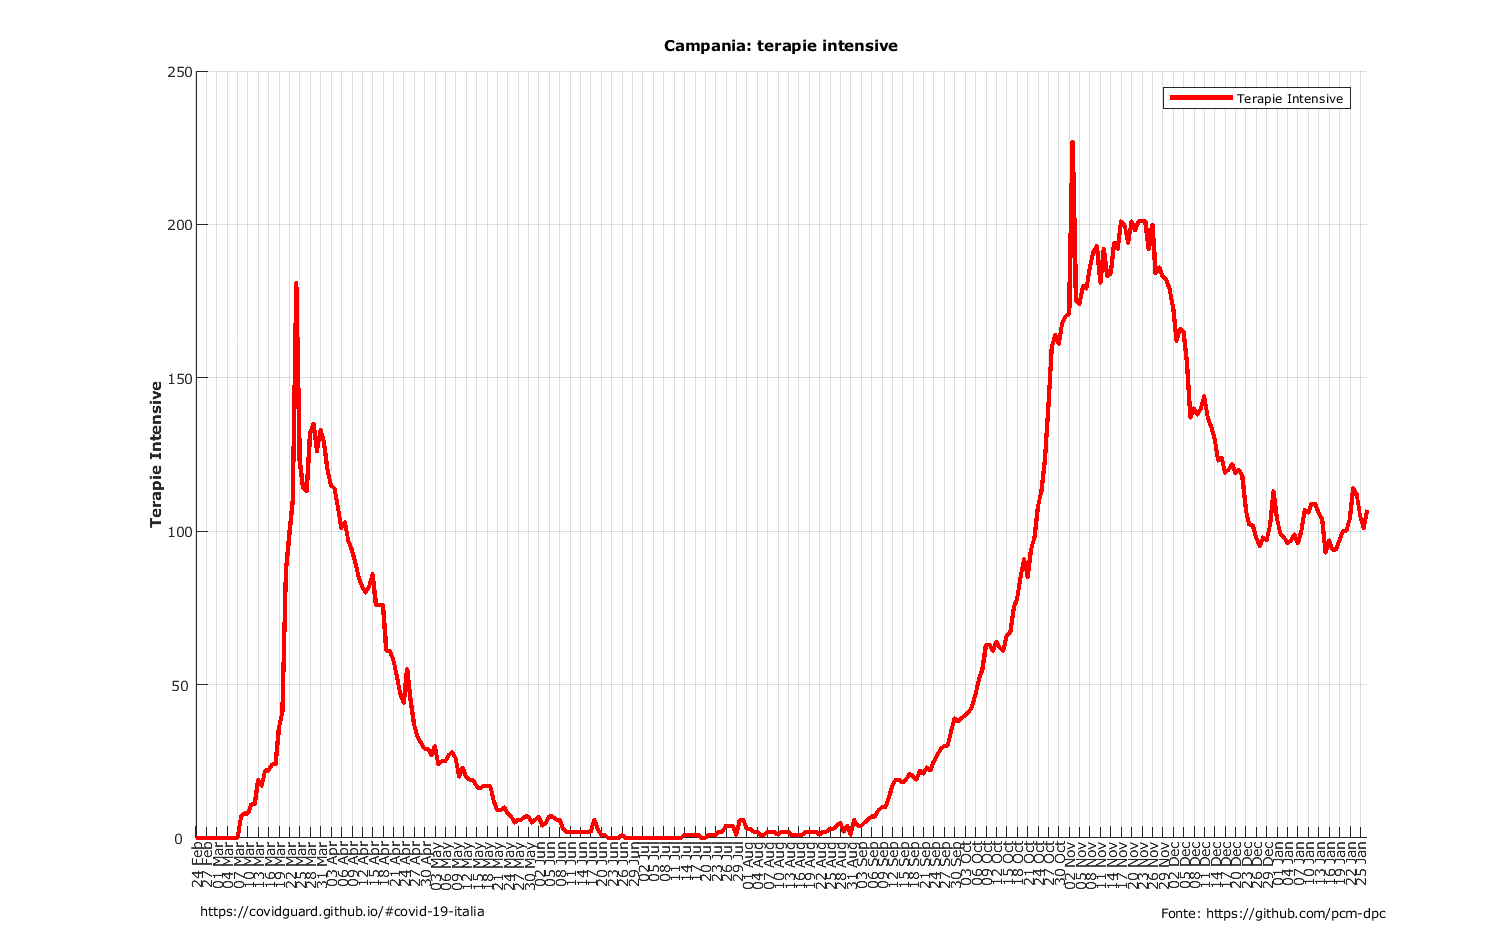 Campania: terapie intensive
Terapie Intensive
250
200
150
100
50
0
Terapie Intensive
24 Feb
27 Feb
01 Mar
04 Mar
07 Mar
10 Mar
13 Mar
16 Mar
19 Mar
22 Mar
25 Mar
28 Mar
31 Mar
03 Apr
06 Apr
09 Apr
12 Apr
15 Apr
18 Apr
21 Apr
24 Apr
27 Apr
30 Apr
03 May
06 May
09 May
12 May
15 May
18 May
21 May
24 May
27 May
30 May
02 Jun
05 Jun
08 Jun
11 Jun
14 Jun
17 Jun
20 Jun
23 Jun
26 Jun
29 Jun
02 Jul
05 Jul
08 Jul
11 Jul
14 Jul
17 Jul
20 Jul
23 Jul
26 Jul
29 Jul
01 Aug
04 Aug
07 Aug
10 Aug
13 Aug
16 Aug
19 Aug
22 Aug
25 Aug
28 Aug
31 Aug
03 Sep
06 Sep
09 Sep
12 Sep
15 Sep
18 Sep
21 Sep
24 Sep
27 Sep
30 Sep
03 Oct
06 Oct
09 Oct
12 Oct
15 Oct
18 Oct
21 Oct
24 Oct
27 Oct
30 Oct
02 Nov
05 Nov
08 Nov
11 Nov
14 Nov
17 Nov
20 Nov
23 Nov
26 Nov
29 Nov
02 Dec
05 Dec
08 Dec
11 Dec
14 Dec
17 Dec
20 Dec
23 Dec
26 Dec
29 Dec
01 Jan
04 Jan
07 Jan
10 Jan
13 Jan
16 Jan
19 Jan
22 Jan
25 Jan
https://covidguard.github.io/#covid-19-italia
Fonte: https://github.com/pcm-dpc